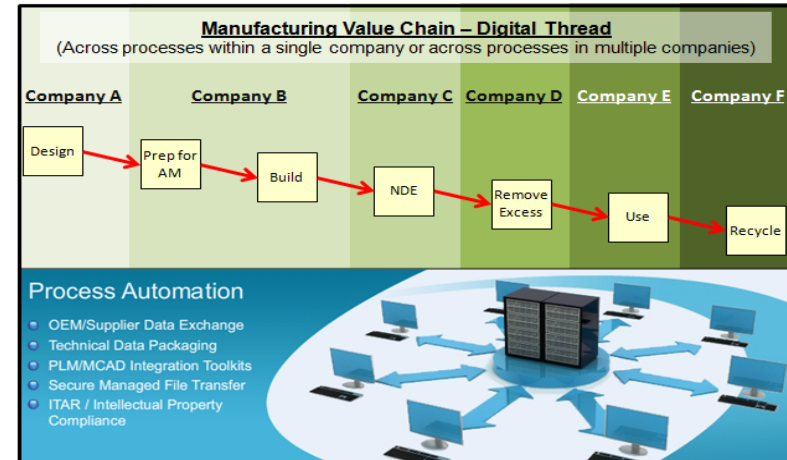 Manufacturing Value Chain – Digital Thread
(Across processes within a single company or across processes in multiple companies)
Company A
Company B
Company C
Company D
Company E
Company F
Design
Prep for
AM
Build
NDE
Remove
Excess
Use
Recycle
Process Automation
OEM/Supplier Data Exchange
Technical Data Packaging
PLM/MCAD Integration Toolkits
Secure Managed File Transfer
ITAR / Intellectual Property
Compliance